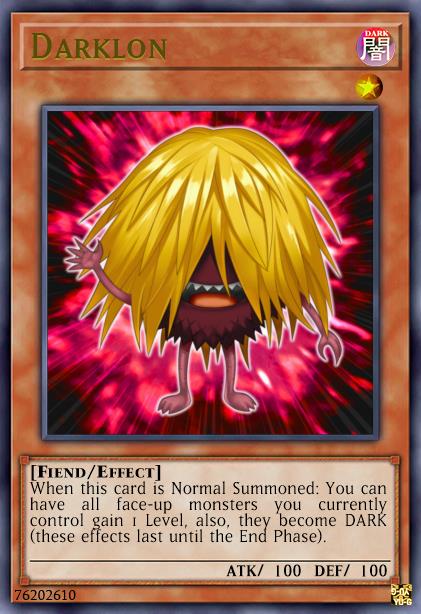 Darklon
DARK
闇
[Fiend/Effect]
When this card is Normal Summoned: You can
have all face-up monsters you currently
control gain 1 Level, also, they become DARK
(these effects last until the End Phase).
ATK/ 100 DEF/ 100
76202610